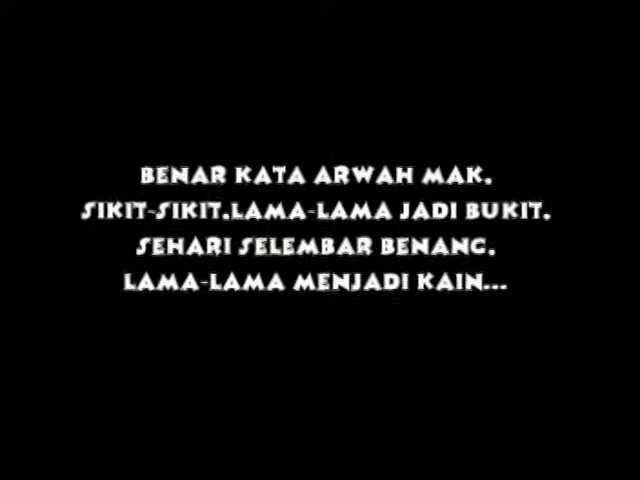 BENAR KATA ARWAH MAK,
SIKIT-SIKIT,LAMA-LAMA JADI BUKIT,
SEHARI SELEMBAR BENANG,
LAMA-LAMA MENJADI KAIN...